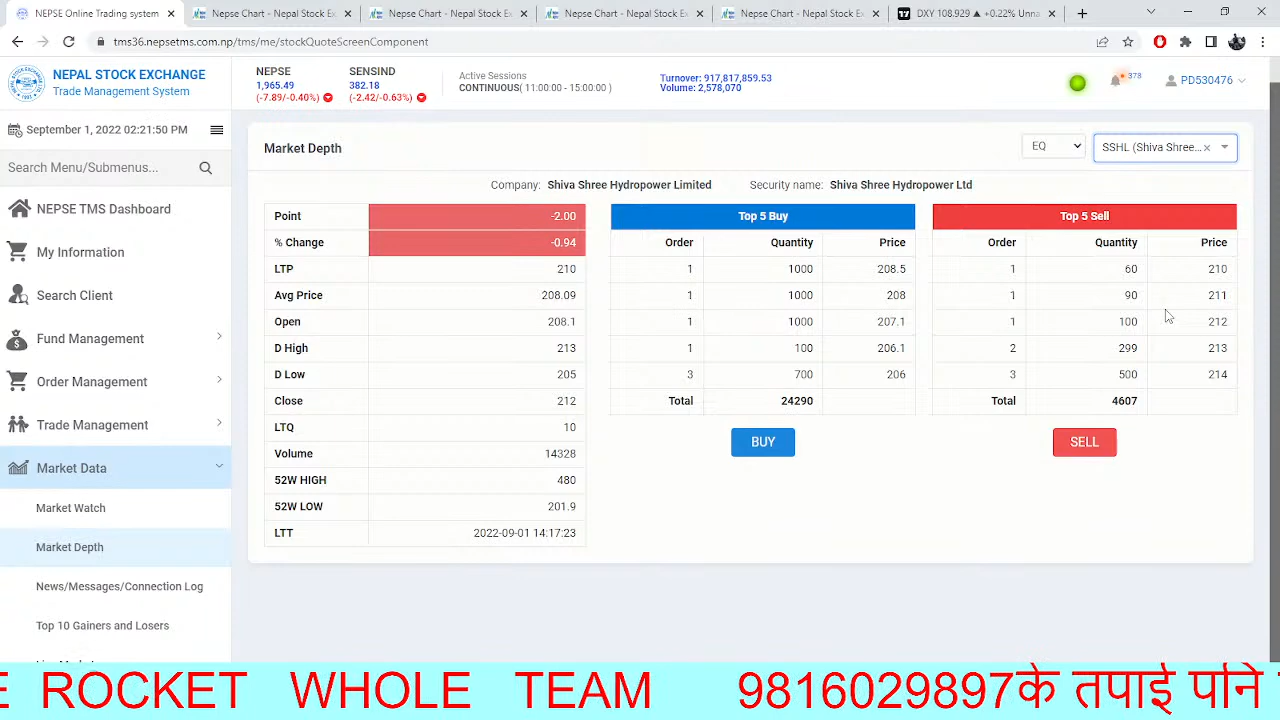 NEPSE Online Trading system
Nepse Chart - Nepal Stock Ex
Nepse Chart - Nepal Stock Ex
Nepse Chart - Nepal Stock Ex
Nepse Chart - Nepal Stock Ex
DXY 108.929 ▲ +0.22% Unna
tms36.nepsetms.com.np/tms/me/stockQuoteScreenComponent
NEPAL STOCK EXCHANGE
Trade Management System
NEPSE
1,965.49
(-7.89/-0.40%)
SENSIND
382.18
(-2.42/-0.63%)
Active Sessions
CONTINUOUS( 11:00:00 - 15:00:00 )
Turnover: 917,817,859.53
Volume: 2,578,070
378
PD530476
September 1, 2022 02:21:50 PM
Search Menu/Submenus...
NEPSE TMS Dashboard
My Information
Search Client
Fund Management
Order Management
Trade Management
Market Data
Market Watch
Market Depth
News/Messages/Connection Log
Top 10 Gainers and Losers
Market Depth
EQ
SSHL (Shiva Shree...
Company: Shiva Shree Hydropower Limited Security name: Shiva Shree Hydropower Ltd
Point -2.00
% Change -0.94
LTP 210
Avg Price 208.09
Open 208.1
D High 213
D Low 205
Close 212
LTQ 10
Volume 14328
52W HIGH 480
52W LOW 201.9
LTT 2022-09-01 14:17:23
Top 5 Buy
Order Quantity Price
1 1000 208.5
1 1000 208
1 1000 207.1
1 100 206.1
3 700 206
Total 24290
BUY
Top 5 Sell
Order Quantity Price
1 60 210
1 90 211
1 100 212
2 299 213
3 500 214
Total 4607
SELL
E ROCKET WHOLE TEAM 9816029897के तपाई पनि